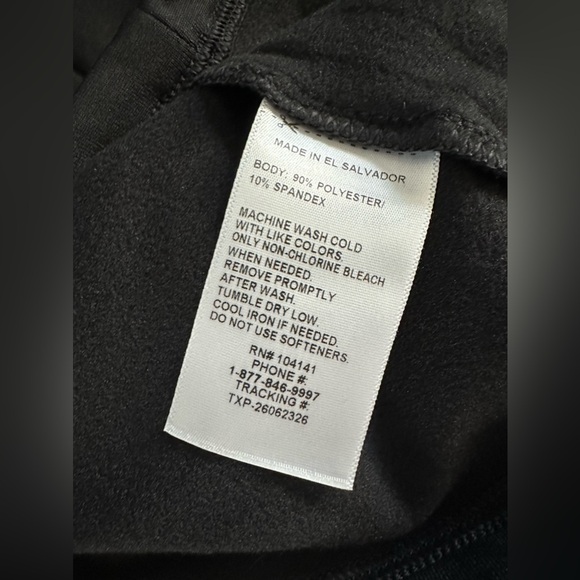 MADE IN EL SALVADOR
BODY: 90% POLYESTER/
10% SPANDEX
MACHINE WASH COLD
WITH LIKE COLORS.
ONLY NON-CHLORINE BLEACH
WHEN NEEDED.
REMOVE PROMPTLY
AFTER WASH.
TUMBLE DRY LOW.
COOL IRON IF NEEDED.
DO NOT USE SOFTENERS.
RN# 104141
PHONE #:
1-877-846-9997
TRACKING #:
TXP-26062326